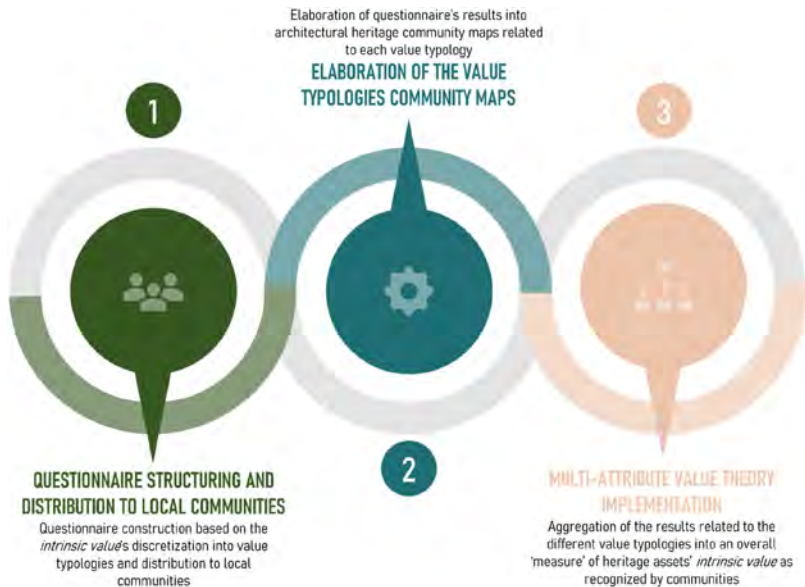 Elaboration of questionnaire's results into
architectural heritage community maps related
to each value typology
ELABORATION OF THE VALUE
TYPOLOGIES COMMUNITY MAPS
1
3
2
QUESTIONNAIRE STRUCTURING AND
DISTRIBUTION TO LOCAL COMMUNITIES
Questionnaire construction based on the
intrinsic value's discretization into value
typologies and distribution to local
communities
MULTI-ATTRIBUTE VALUE THEORY
IMPLEMENTATION
Aggregation of the results related to the
different value typologies into an overall
'measure' of heritage assets' intrinsic value as
recognized by communities